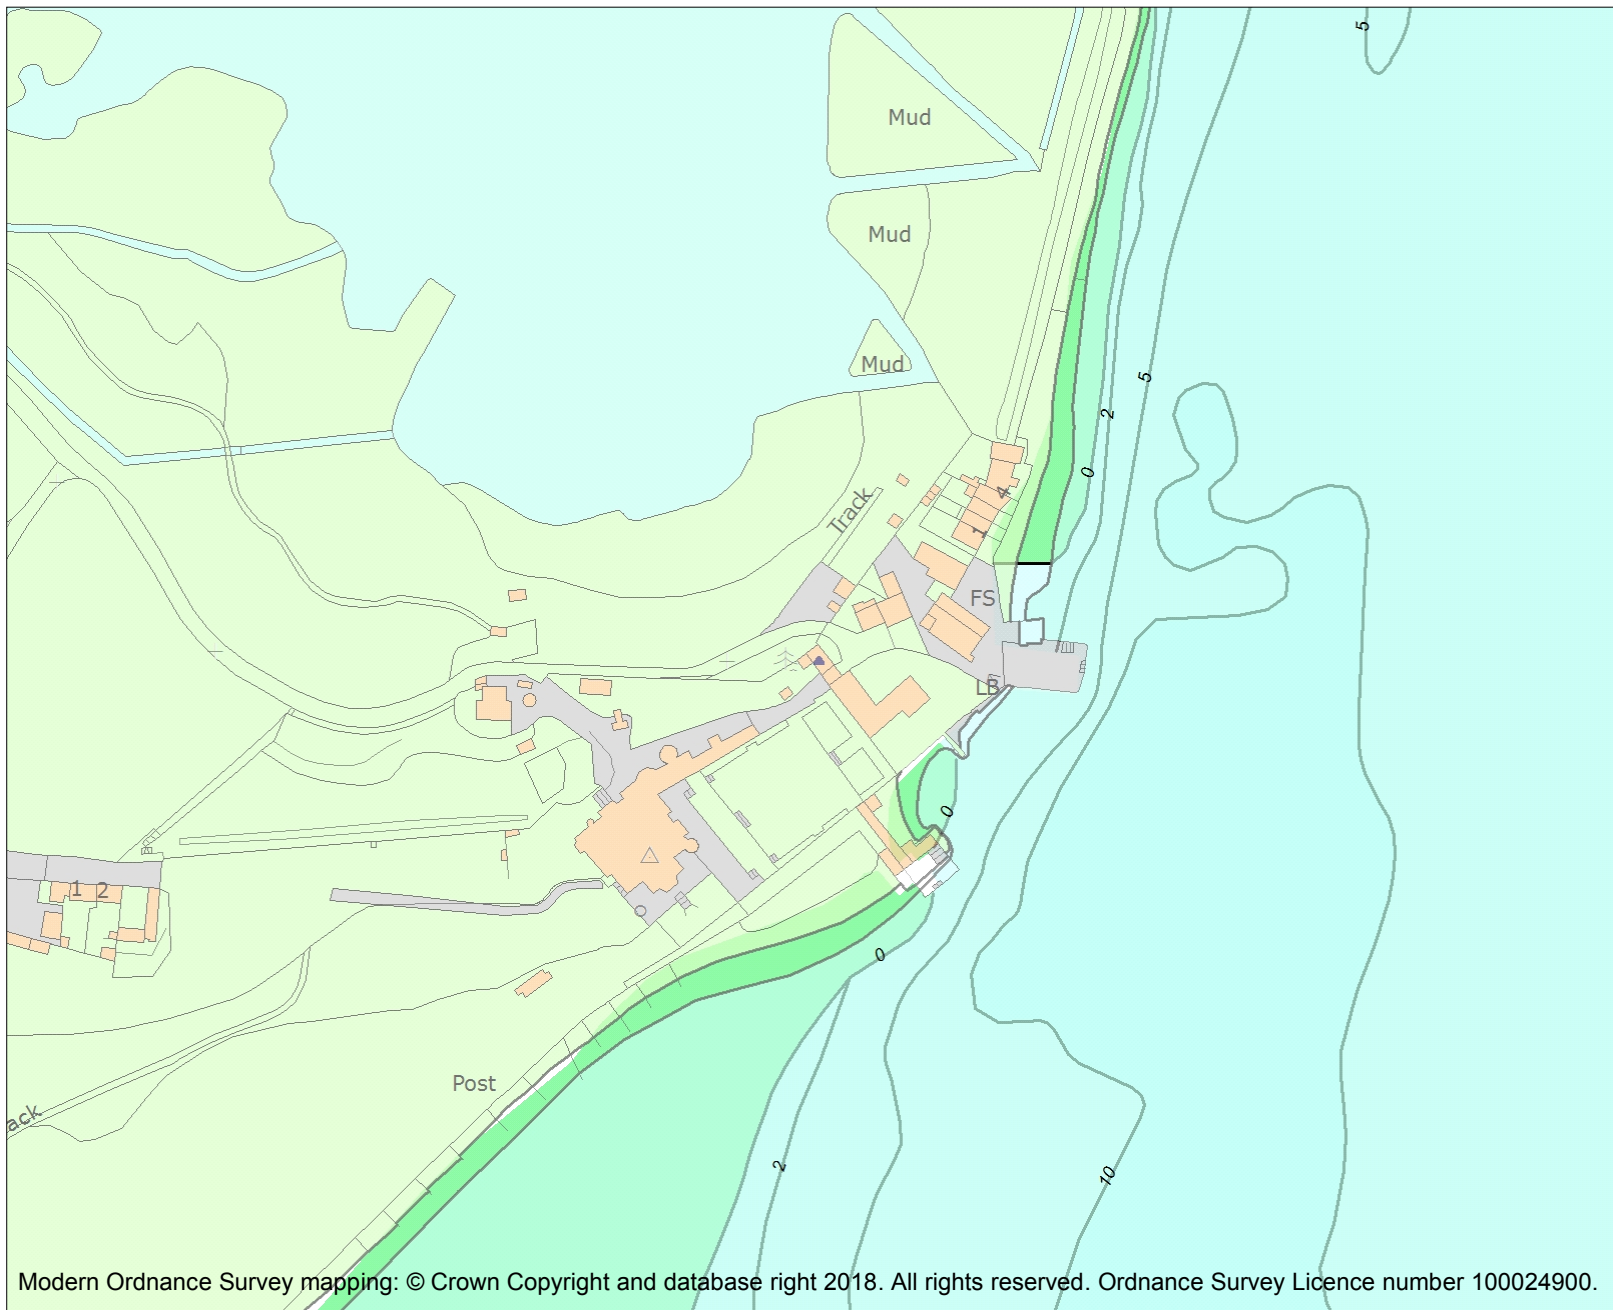 5
Mud
Mud
Mud
5
2
0
4
1
Track
FS
LB
0
1 2
0
Post
ack
2
10
Modern Ordnance Survey mapping: © Crown Copyright and database right 2018. All rights reserved. Ordnance Survey Licence number 100024900.